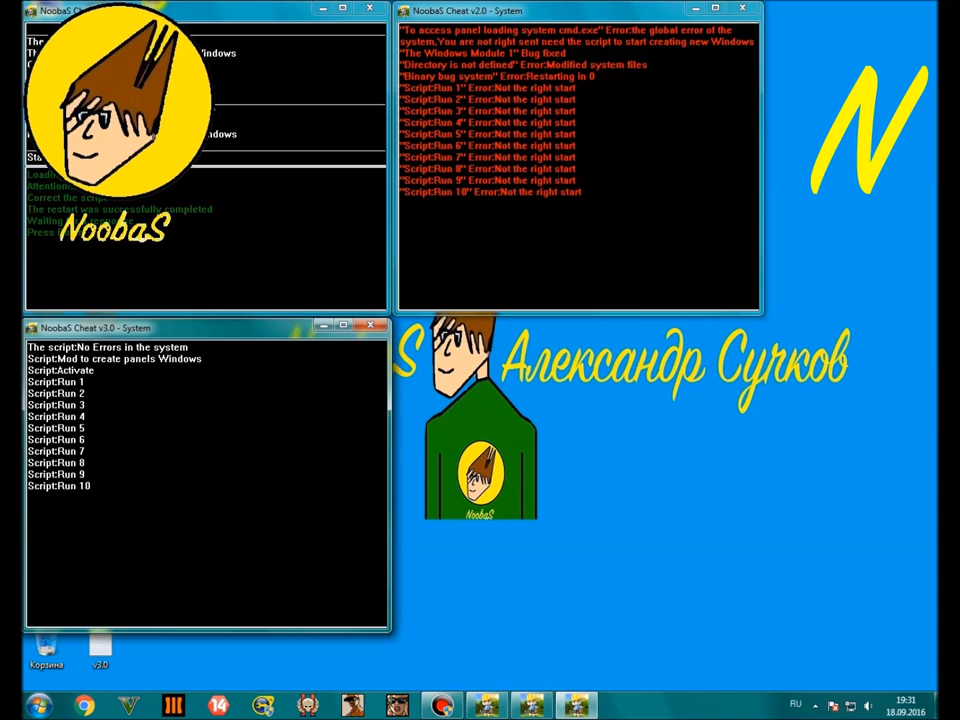 NoobaS Cheat v2.0 - System
"To access panel loading system cmd.exe" Error:the global error of the
system,You are not right sent need the script to start creating new Windows
"The Windows Module 1" Bug fixed
"Directory is not defined" Error:Modified system files
"Binary bug system" Error:Restarting in 0
"Script:Run 1" Error:Not the right start
"Script:Run 2" Error:Not the right start
"Script:Run 3" Error:Not the right start
"Script:Run 4" Error:Not the right start
"Script:Run 5" Error:Not the right start
"Script:Run 6" Error:Not the right start
"Script:Run 7" Error:Not the right start
"Script:Run 8" Error:Not the right start
"Script:Run 9" Error:Not the right start
"Script:Run 10" Error:Not the right start
The
indows
indows
Correct the scrip
The restart was successfully completed
Waiting
Press
NoobaS
N
NoobaS Cheat v3.0 - System
The script:No Errors in the system
Script:Mod to create panels Windows
Script:Activate
Script:Run 1
Script:Run 2
Script:Run 3
Script:Run 4
Script:Run 5
Script:Run 6
Script:Run 7
Script:Run 8
Script:Run 9
Script:Run 10
S Александр Сучков
NoobaS
Корзина
v3.0
V
III
14
RU
19:31
18.09.2016